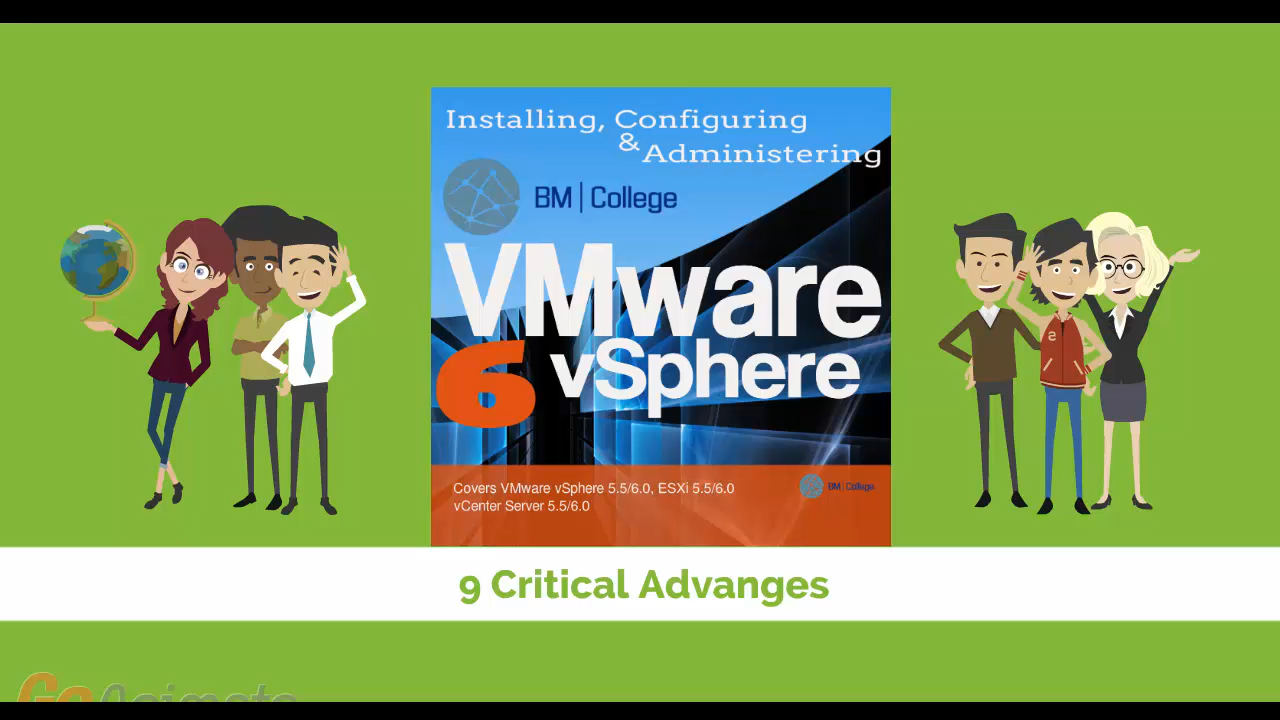 Installing, Configuring
&
Administering
BM | College
VMware
6 vSphere
Covers VMware vSphere 5.5/6.0, ESXi 5.5/6.0
vCenter Server 5.5/6.0
BM | College
9 Critical Advanges
GoAnimate